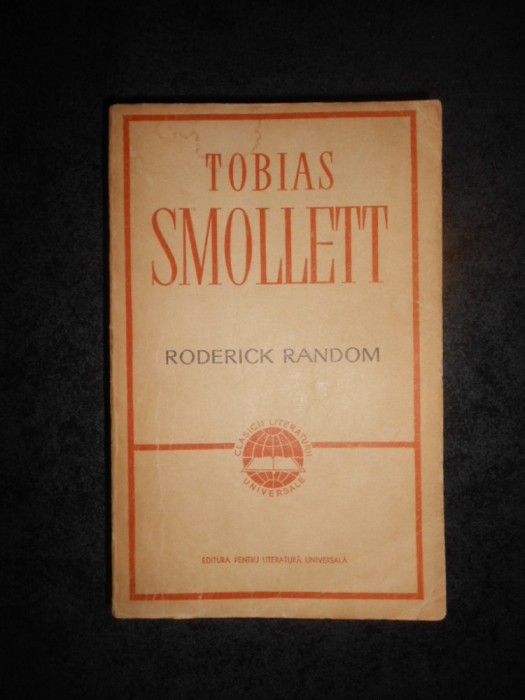 TOBIAS
SMOLLETT
RODERICK RANDOM
CLASICII LITERATURII
UNIVERSALE
EDITURA PENTRU LITERATURĂ UNIVERSALĂ